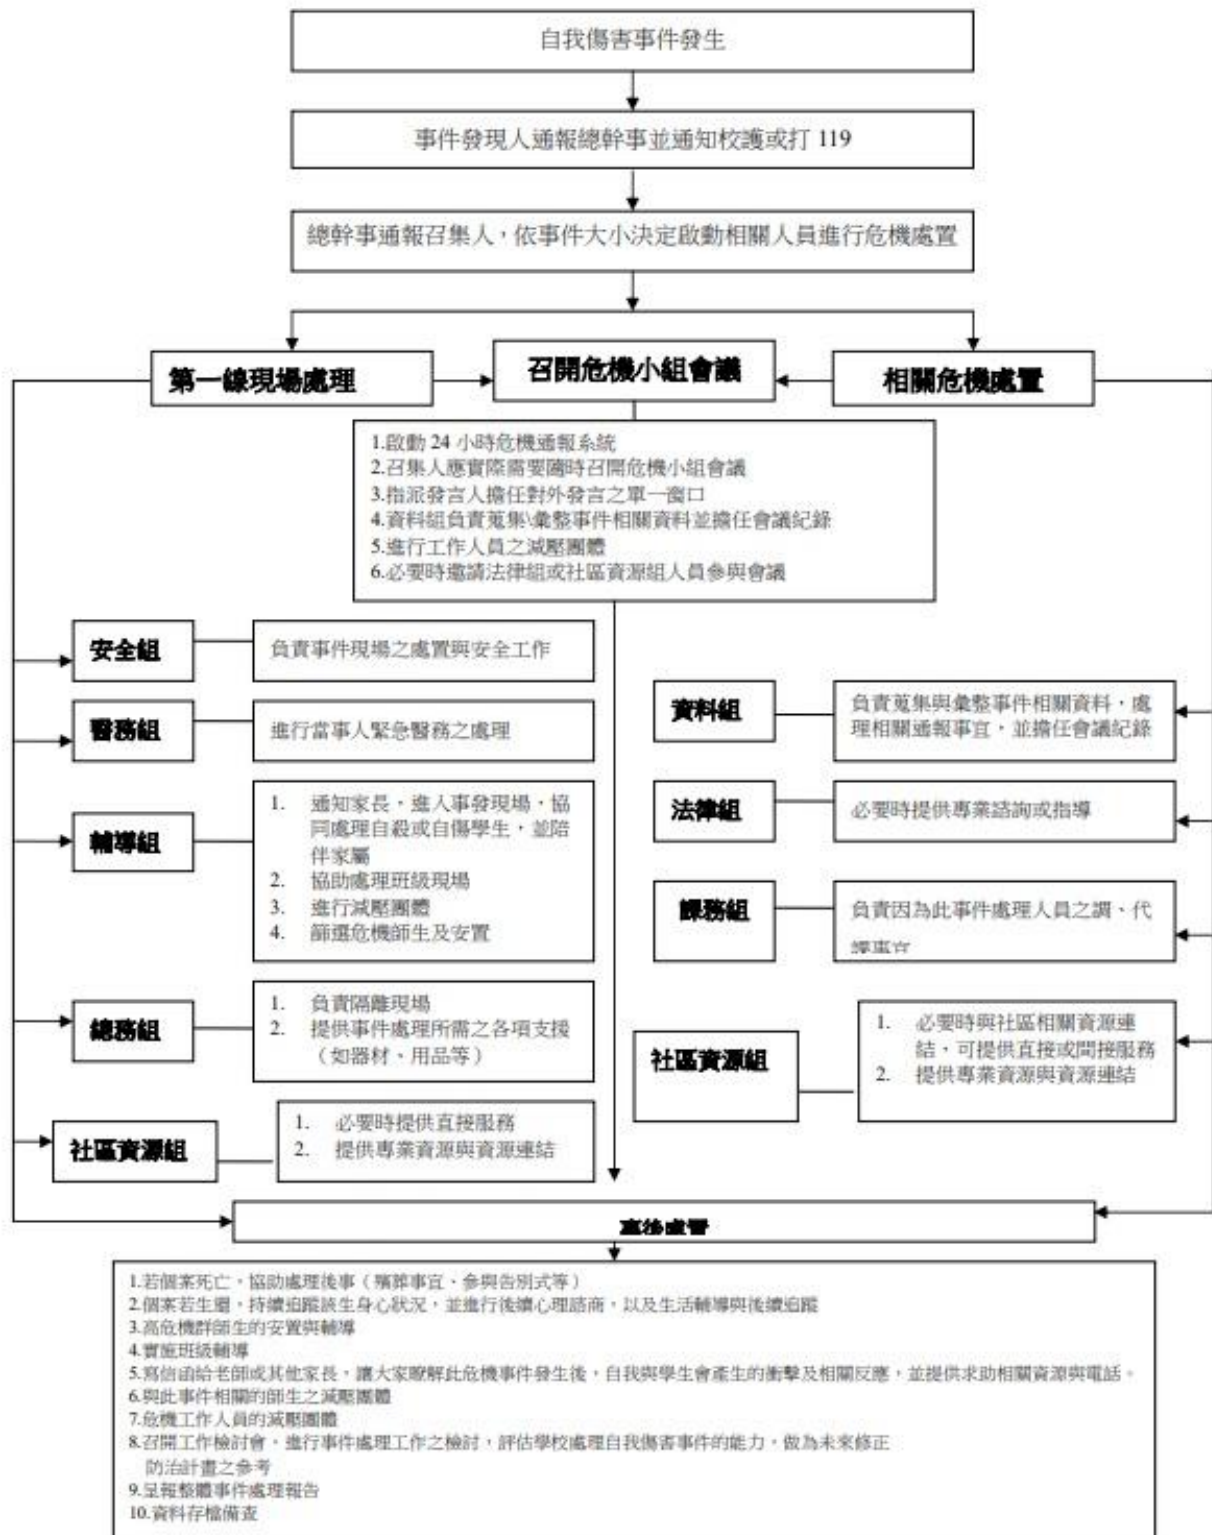 自我傷害事件發生
事件發現人通報總幹事並通知校護或打 119
總幹事通報召集人，依事件大小決定啟動相關人員進行危機處置
第一線現場處理
召開危機小組會議
相關危機處置
1.啟動 24 小時危機通報系統
2.召集人應實際需要隨時召開危機小組會議
3.指派發言人擔任對外發言之單一窗口
4.資料組負責蒐集\彙整事件相關資料並擔任會議紀錄
5.進行工作人員之減壓團體
6.必要時邀請法律組或社區資源組人員參與會議
安全組
負責事件現場之處置與安全工作
醫務組
進行當事人緊急醫務之處理
輔導組
1. 通知家長，進入事發現場，協
同處理自殺或自傷學生，並陪
伴家屬
2. 協助處理班級現場
3. 進行減壓團體
4. 篩選危機師生及安置
總務組
1. 負責隔離現場
2. 提供事件處理所需之各項支援
（如器材、用品等）
社區資源組
1. 必要時提供直接服務
2. 提供專業資源與資源連結
資料組
負責蒐集與彙整事件相關資料，處
理相關通報事宜，並擔任會議紀錄
法律組
必要時提供專業諮詢或指導
課務組
負責因為此事件處理人員之調、代
課事宜
社區資源組
1. 必要時與社區相關資源連
結，可提供直接或間接服務
2. 提供專業資源與資源連結
事後處置
1.若個案死亡，協助處理後事（殯葬事宜、參與告別式等）
2.個案若生還，持續追蹤該生身心狀況，並進行後續心理諮商，以及生活輔導與後續追蹤
3.高危機群師生的安置與輔導
4.實施班級輔導
5.寫信函給老師或其他家長，讓大家瞭解此危機事件發生後，自我與學生會產生的衝擊及相關反應，並提供求助相關資源與電話。
6.與此事件相關的師生之減壓團體
7.危機工作人員的減壓團體
8.召開工作檢討會，進行事件處理工作之檢討，評估學校處理自我傷害事件的能力，做為未來修正
防治計畫之參考
9.呈報整體事件處理報告
10.資料存檔備查